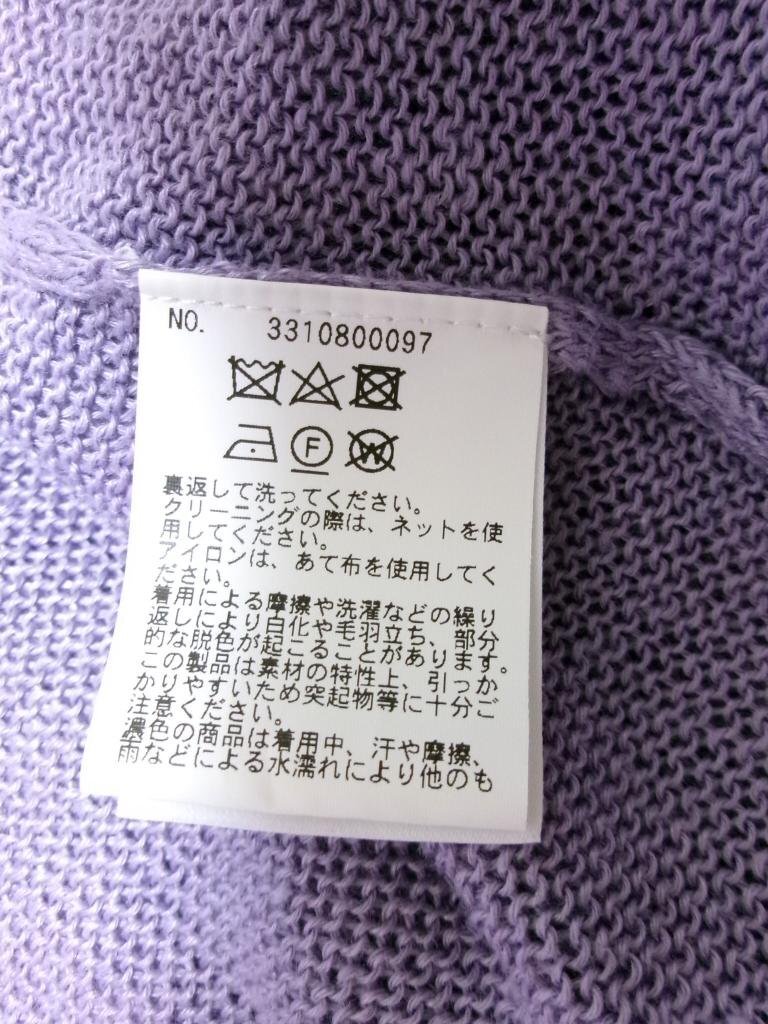 NO. 3310800097
F
W
裏返して洗ってください。
クリーニングの際は、ネットを使
用してください。
アイロンは、あて布を使用してく
ださい。
着用による摩擦や洗濯などの繰り
返しにより白化や毛羽立ち、部分
的な脱色が起こることがあります。
この製品は素材の特性上、引っか
かりやすいため突起物等に十分ご
注意ください。
濃色の商品は着用中、汗や摩擦、
雨などによる水濡れにより他のも